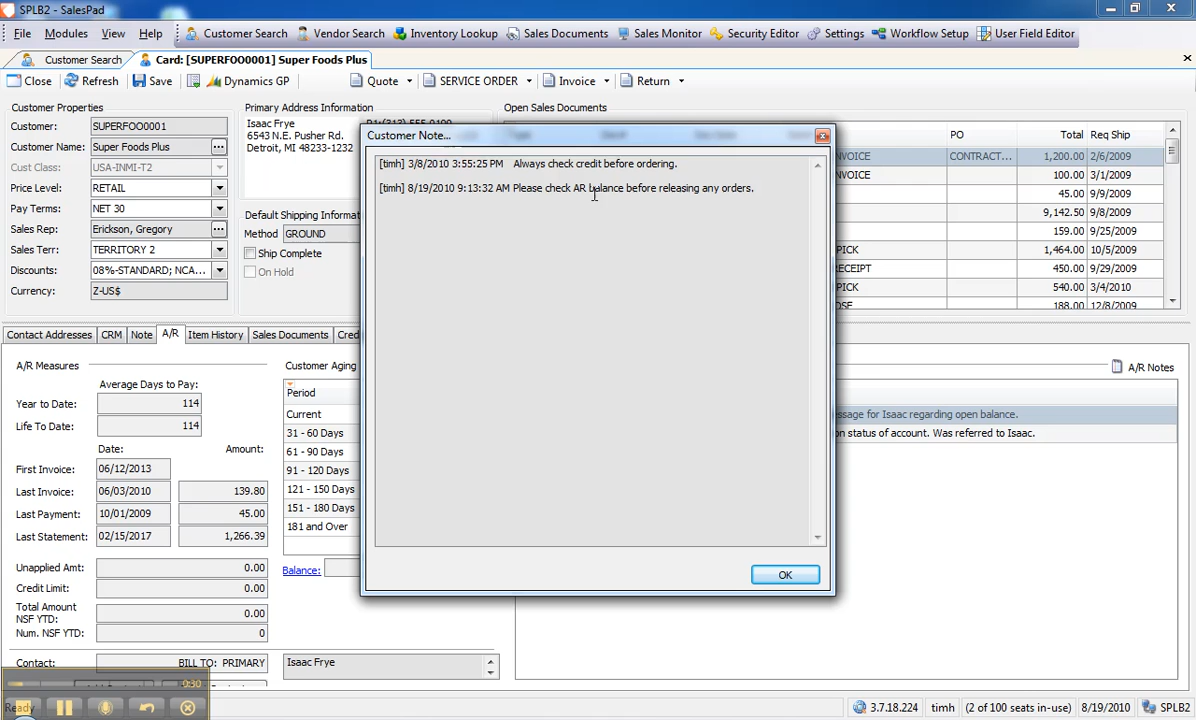 SPLB2 - SalesPad
File Modules View Help Customer Search Vendor Search Inventory Lookup Sales Documents Sales Monitor Security Editor Settings Workflow Setup User Field Editor
Customer Search Card: [SUPERFOO0001] Super Foods Plus
Close Refresh Save Dynamics GP Quote SERVICE ORDER Invoice Return
Customer Properties
Customer: SUPERFOO0001
Customer Name: Super Foods Plus
Cust Class: USA-INMI-T2
Price Level: RETAIL
Pay Terms: NET 30
Sales Rep: Erickson, Gregory
Sales Terr: TERRITORY 2
Discounts: 08%-STANDARD; NCA...
Currency: Z-US$
Primary Address Information
Isaac Frye
6543 N.E. Pusher Rd.
Detroit, MI 48233-1232
Default Shipping Informat
Method GROUND
Ship Complete
On Hold
Open Sales Documents
PO Total Req Ship
NVOICE CONTRACT... 1,200.00 2/6/2009
NVOICE 100.00 3/1/2009
45.00 9/9/2009
9,142.50 9/8/2009
159.00 9/25/2009
PICK 1,464.00 10/5/2009
RECEIPT 450.00 9/29/2009
PICK 540.00 3/4/2010
188.00 12/8/2009
Customer Note...
[timh] 3/8/2010 3:55:25 PM Always check credit before ordering.
[timh] 8/19/2010 9:13:32 AM Please check AR balance before releasing any orders.
OK
Contact Addresses CRM Note A/R Item History Sales Documents Credi
A/R Measures
Average Days to Pay:
Year to Date: 114
Life To Date: 114
Date: Amount:
First Invoice: 06/12/2013
Last Invoice: 06/03/2010 139.80
Last Payment: 10/01/2009 45.00
Last Statement: 02/15/2017 1,266.39
Unapplied Amt: 0.00
Credit Limit: 0.00
Total Amount
NSF YTD: 0.00
Num. NSF YTD: 0
Contact: BILL TO: PRIMARY Isaac Frye
Customer Aging
Period
Current
31 - 60 Days
61 - 90 Days
91 - 120 Days
121 - 150 Days
151 - 180 Days
181 and Over
Balance:
A/R Notes
ssage for Isaac regarding open balance.
on status of account. Was referred to Isaac.
0:30
Ready
3.7.18.224 timh (2 of 100 seats in-use) 8/19/2010 SPLB2